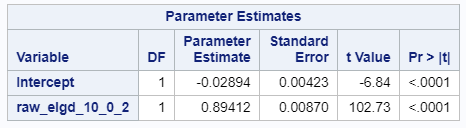 Parameter Estimates
Variable DF Parameter Estimate Standard Error t Value Pr > |t|
Intercept 1 -0.02894 0.00423 -6.84 <.0001
raw_elgd_10_0_2 1 0.89412 0.00870 102.73 <.0001